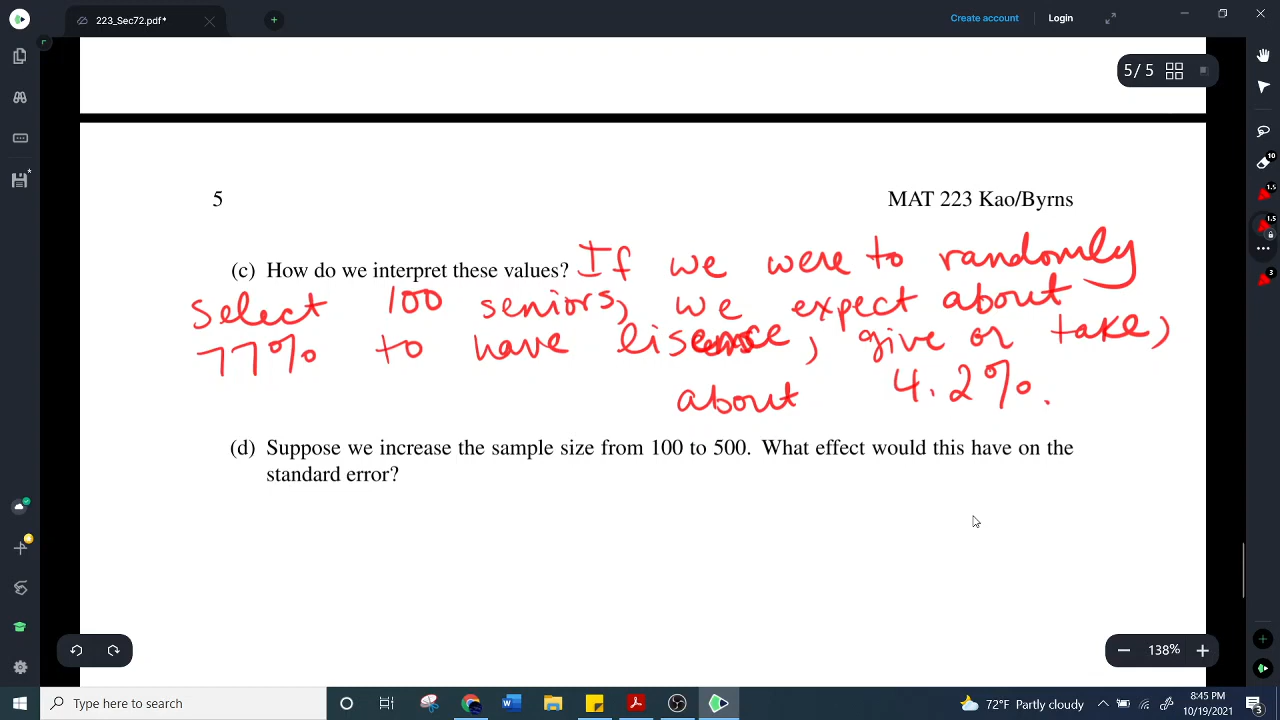 223_Sec72.pdf*
Create account
Login
5/ 5
5
MAT 223 Kao/Byrns
(c) How do we interpret these values? If we were to randomly
select 100 seniors, we expect about
77% to have lisence, give or take,
about 4.2%.
(d) Suppose we increase the sample size from 100 to 500. What effect would this have on the
standard error?
138%
Type here to search
72°F Partly cloudy
8:45 PM
10/19/2021